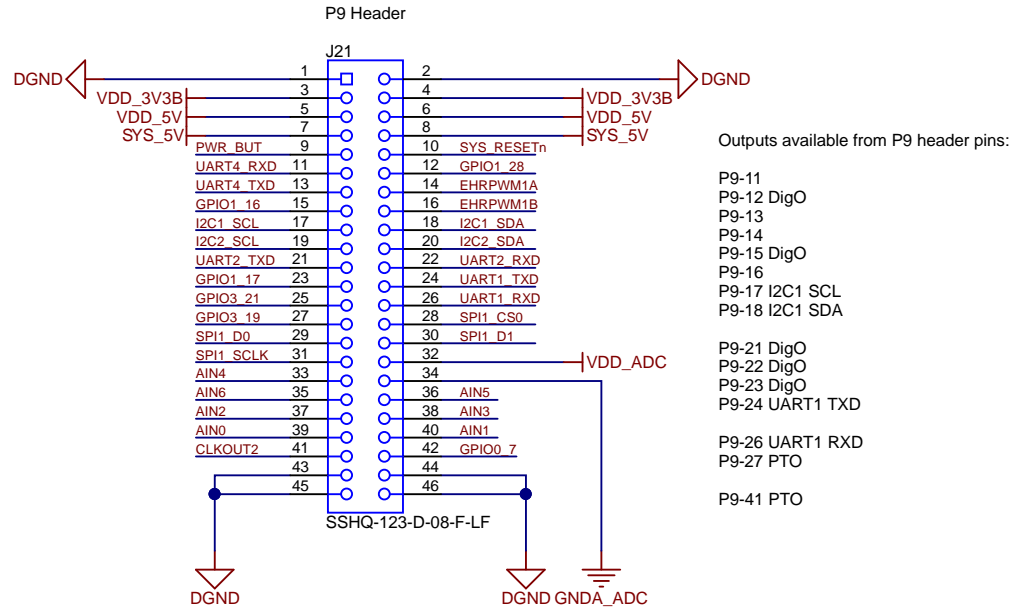 P9 Header
J21
DGND 1 2 DGND
VDD_3V3B 3 4 VDD_3V3B
VDD_5V 5 6 VDD_5V
SYS_5V 7 8 SYS_5V
PWR_BUT 9 10 SYS_RESETn
UART4_RXD 11 12 GPIO1_28
UART4_TXD 13 14 EHRPWM1A
GPIO1_16 15 16 EHRPWM1B
I2C1_SCL 17 18 I2C1_SDA
I2C2_SCL 19 20 I2C2_SDA
UART2_TXD 21 22 UART2_RXD
GPIO1_17 23 24 UART1_TXD
GPIO3_21 25 26 UART1_RXD
GPIO3_19 27 28 SPI1_CS0
SPI1_D0 29 30 SPI1_D1
SPI1_SCLK 31 32 VDD_ADC
AIN4 33 34
AIN6 35 36 AIN5
AIN2 37 38 AIN3
AIN0 39 40 AIN1
CLKOUT2 41 42 GPIO0_7
43 44
45 46
SSHQ-123-D-08-F-LF
DGND DGND GNDA_ADC
Outputs available from P9 header pins:
P9-11
P9-12 DigO
P9-13
P9-14
P9-15 DigO
P9-16
P9-17 I2C1 SCL
P9-18 I2C1 SDA
P9-21 DigO
P9-22 DigO
P9-23 DigO
P9-24 UART1 TXD
P9-26 UART1 RXD
P9-27 PTO
P9-41 PTO